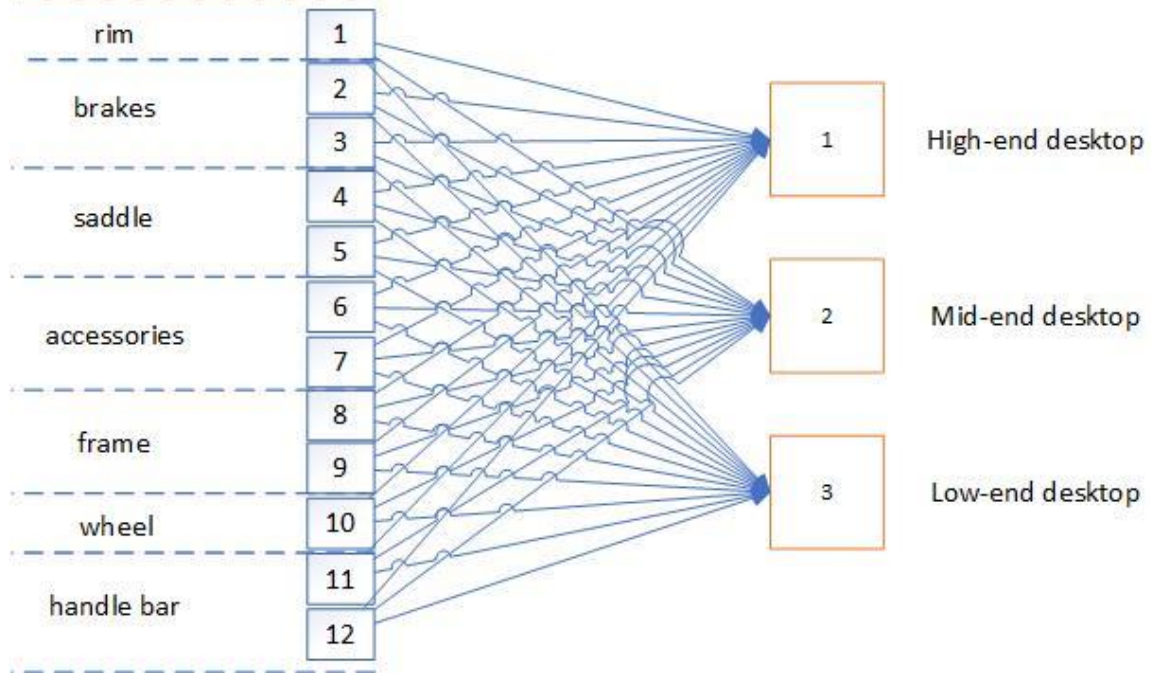 rim
brakes
saddle
accessories
frame
wheel
handle bar
1
2
3
4
5
6
7
8
9
10
11
12
1 High-end desktop
2 Mid-end desktop
3 Low-end desktop